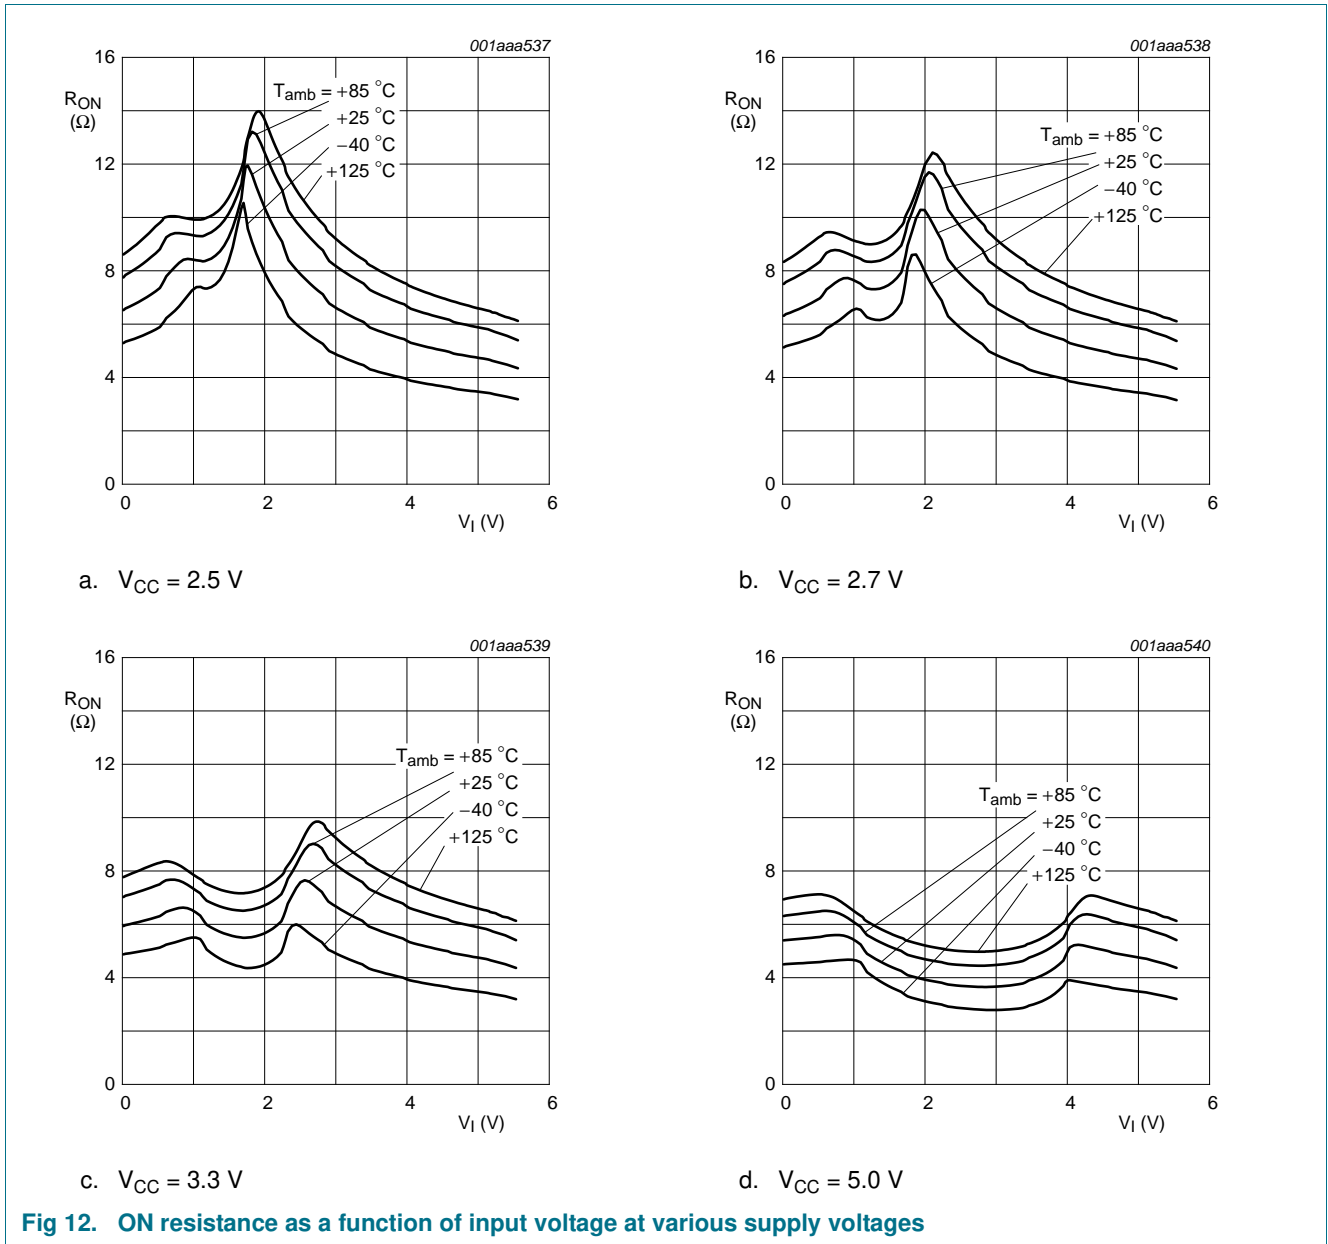 001aaa537
16
RON
(Ω)
Tamb = +85 °C
+25 °C
−40 °C
+125 °C
12
8
4
0
0
2
4
6
VI (V)
a. VCC = 2.5 V
001aaa538
16
RON
(Ω)
Tamb = +85 °C
+25 °C
−40 °C
+125 °C
12
8
4
0
0
2
4
6
VI (V)
b. VCC = 2.7 V
001aaa539
16
RON
(Ω)
Tamb = +85 °C
+25 °C
−40 °C
+125 °C
12
8
4
0
0
2
4
6
VI (V)
c. VCC = 3.3 V
001aaa540
16
RON
(Ω)
Tamb = +85 °C
+25 °C
−40 °C
+125 °C
12
8
4
0
0
2
4
6
VI (V)
d. VCC = 5.0 V
Fig 12. ON resistance as a function of input voltage at various supply voltages